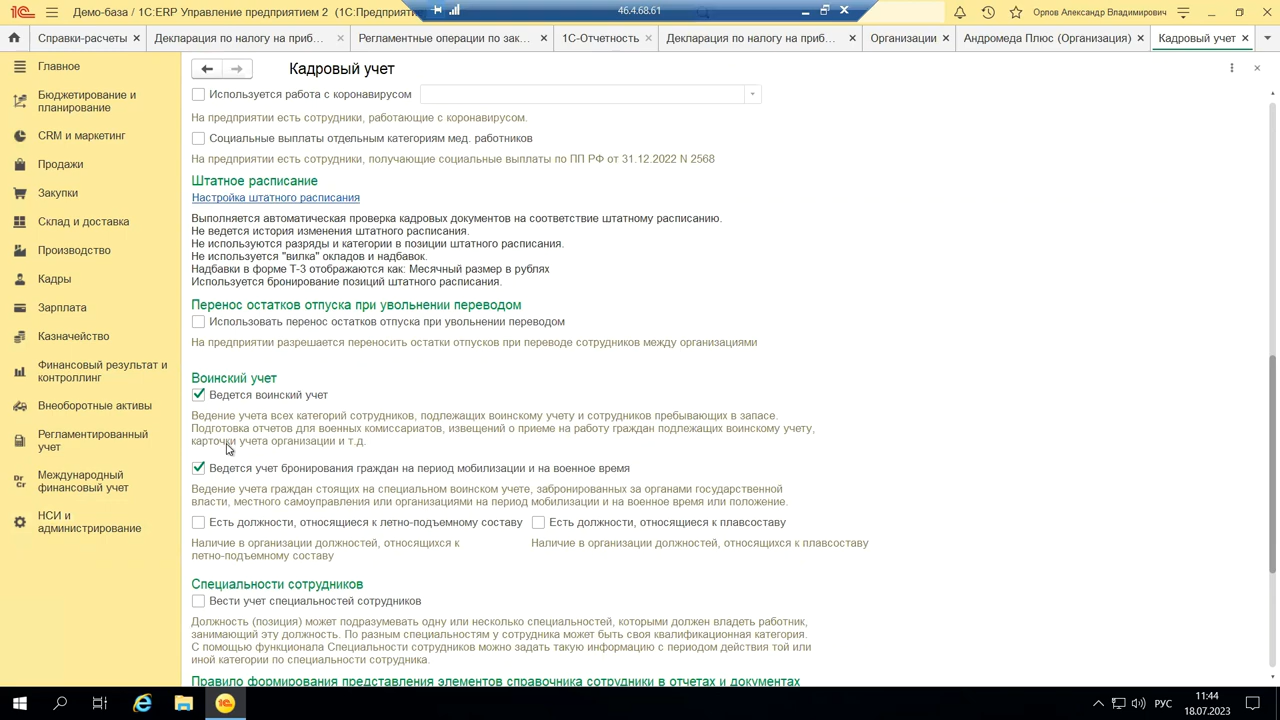 Демо-база / 1С:ERP Управление предприятием 2 (1С:Предприятие
46.4.68.61
Орлов Александр Владимирович
Справки-расчеты
Декларация по налогу на приб...
Регламентные операции по зак...
1С-Отчетность
Декларация по налогу на приб...
Организации
Андромеда Плюс (Организация)
Кадровый учет
Главное
Бюджетирование и
планирование
CRM и маркетинг
Продажи
Закупки
Склад и доставка
Производство
Кадры
Зарплата
Казначейство
Финансовый результат и
контроллинг
Внеоборотные активы
Регламентированный
учет
Международный
финансовый учет
НСИ и
администрирование
Кадровый учет
Используется работа с коронавирусом
На предприятии есть сотрудники, работающие с коронавирусом.
Социальные выплаты отдельным категориям мед. работников
На предприятии есть сотрудники, получающие социальные выплаты по ПП РФ от 31.12.2022 N 2568
Штатное расписание
Настройка штатного расписания
Выполняется автоматическая проверка кадровых документов на соответствие штатному расписанию.
Не ведется история изменения штатного расписания.
Не используются разряды и категории в позиции штатного расписания.
Не используется "вилка" окладов и надбавок.
Надбавки в форме Т-3 отображаются как: Месячный размер в рублях
Используется бронирование позиций штатного расписания.
Перенос остатков отпуска при увольнении переводом
Использовать перенос остатков отпуска при увольнении переводом
На предприятии разрешается переносить остатки отпусков при переводе сотрудников между организациями
Воинский учет
Ведется воинский учет
Ведение учета всех категорий сотрудников, подлежащих воинскому учету и сотрудников пребывающих в запасе.
Подготовка отчетов для военных комиссариатов, извещений о приеме на работу граждан подлежащих воинскому учету,
карточки учета организации и т.д.
Ведется учет бронирования граждан на период мобилизации и на военное время
Ведение учета граждан стоящих на специальном воинском учете, забронированных за органами государственной
власти, местного самоуправления или организациями на период мобилизации и на военное время или положение.
Есть должности, относящиеся к летно-подъемному составу
Есть должности, относящиеся к плавсоставу
Наличие в организации должностей, относящихся к
летно-подъемному составу
Наличие в организации должностей, относящихся к плавсоставу
Специальности сотрудников
Вести учет специальностей сотрудников
Должность (позиция) может подразумевать одну или несколько специальностей, которыми должен владеть работник,
занимающий эту должность. По разным специальностям у сотрудника может быть своя квалификационная категория.
С помощью функционала Специальности сотрудников можно задать такую информацию с периодом действия той или
иной категории по специальности сотрудника.
Правило формирования представления элементов справочника сотрудники в отчетах и документах
РУС
11:44
18.07.2023